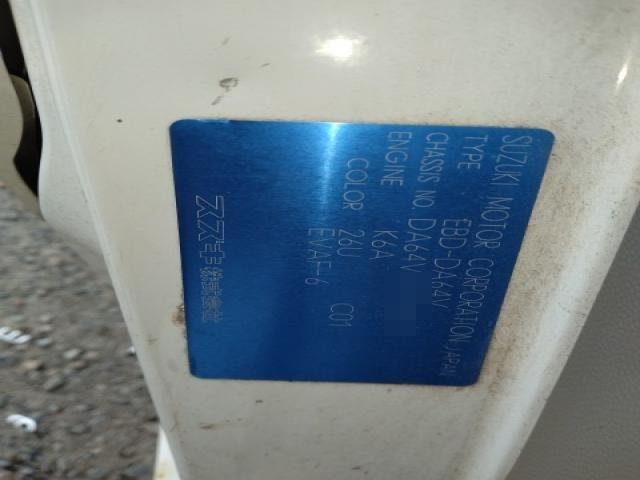 SUZUKI MOTOR CORPORATION, JAPAN
TYPE EBD-DA64V
CHASSIS NO. DA64V
ENGINE K6A
COLOR 26U C01
EVAF-6
スズキ株式会社